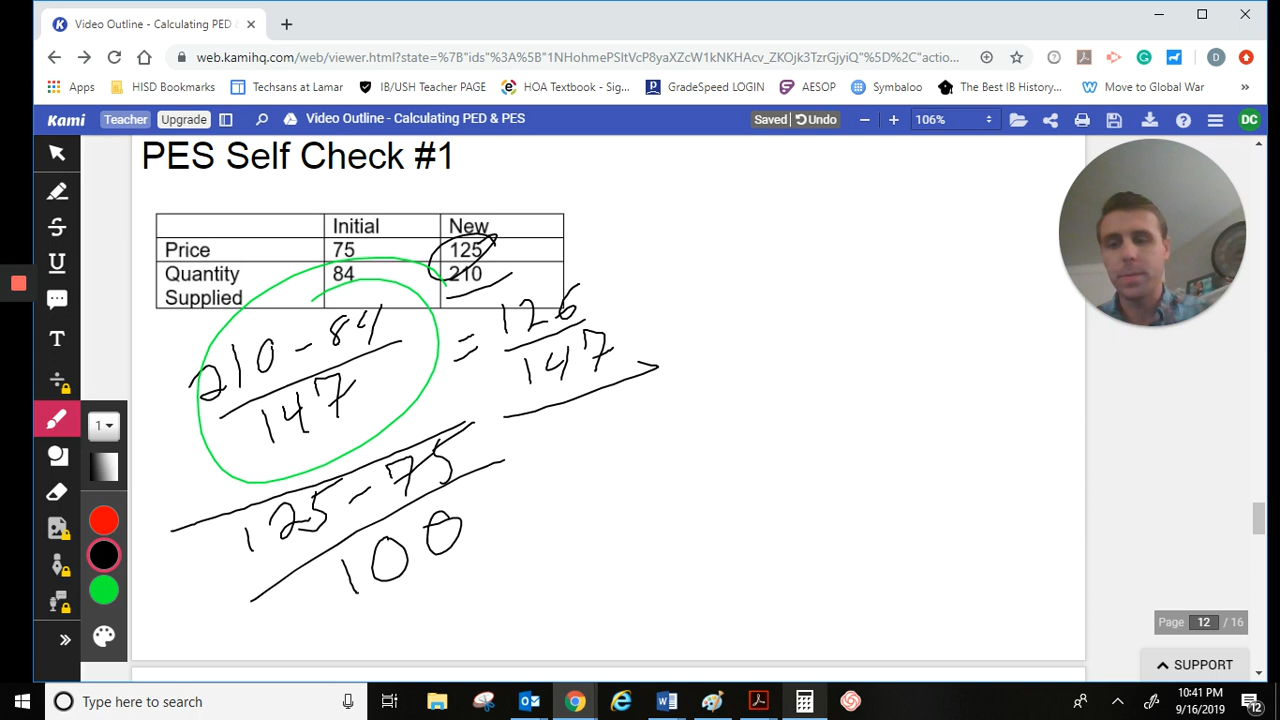 Video Outline - Calculating PED &
web.kamihq.com/web/viewer.html?state=%7B"ids"%3A%5B"1NHohmePSltVcP8yaXZcW1kNKHAcv_ZKOjk3TzrGjyiQ"%5D%2C"actio...
D
Apps HISD Bookmarks Techsans at Lamar IB/USH Teacher PAGE HOA Textbook - Sig... GradeSpeed LOGIN AESOP Symbaloo The Best IB History... Move to Global War »
Kami Teacher Upgrade Video Outline - Calculating PED & PES Saved Undo 106% DC
PES Self Check #1
Initial New
Price 75 125
Quantity Supplied 84 210
210 - 84 = 126
147 147
125 - 75
100
1
Page 12 / 16
SUPPORT
Type here to search
10:41 PM
9/16/2019
12